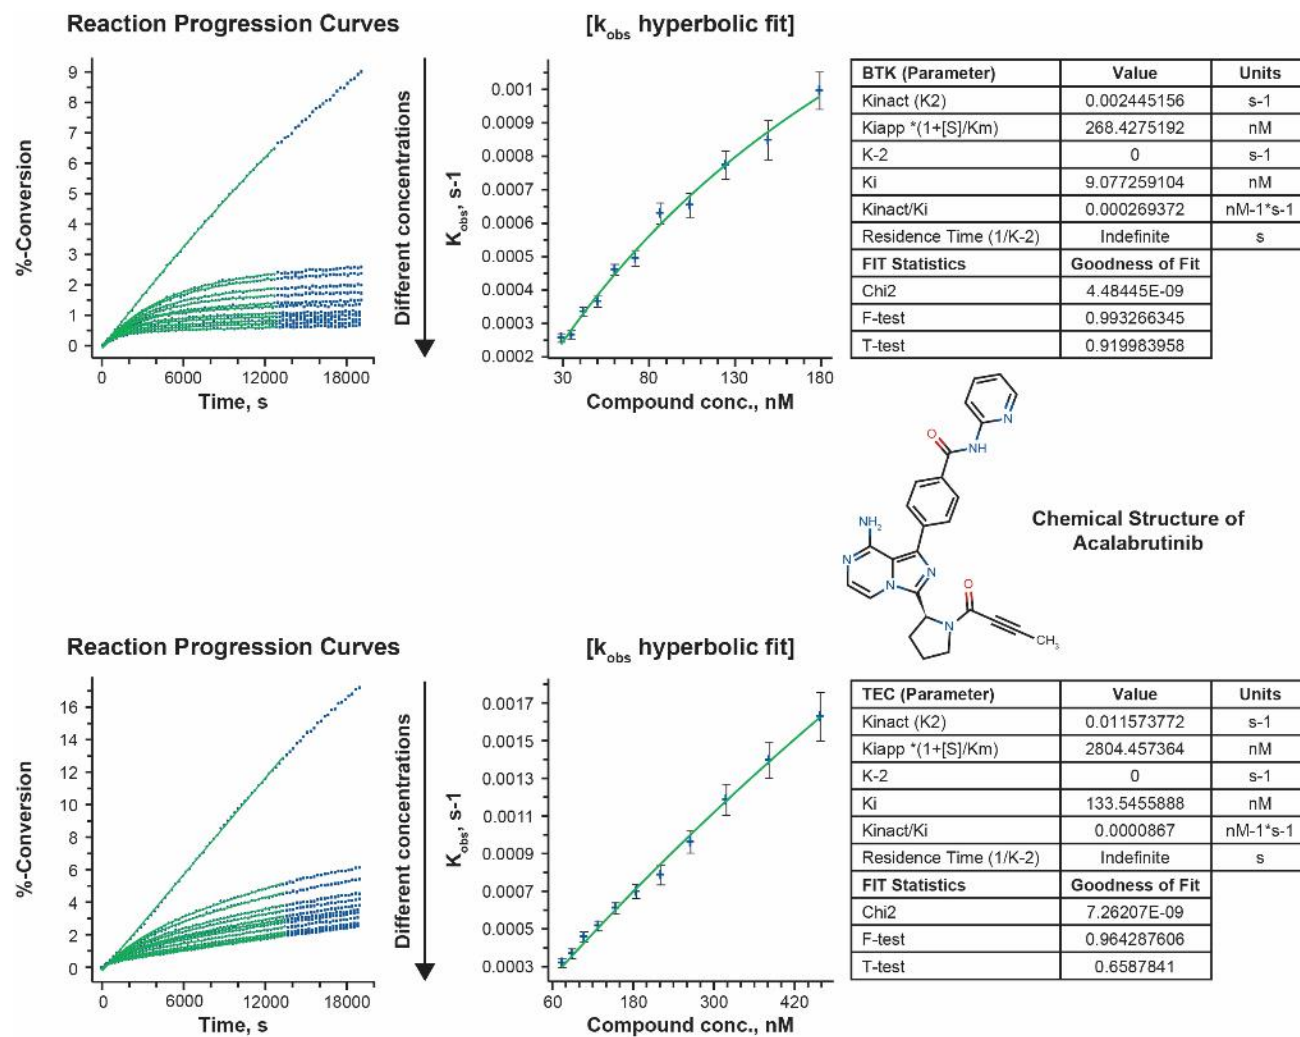 Reaction Progression Curves
[kobs hyperbolic fit]
%-Conversion
9
8
7
6
5
4
3
2
1
0
0 6000 12000 18000
Time, s
Different concentrations
Kobs, s-1
0.001
0.0009
0.0008
0.0007
0.0006
0.0005
0.0004
0.0003
0.0002
30 80 130 180
Compound conc., nM
BTK (Parameter) Value Units
Kinact (K2) 0.002445156 s-1
Kiapp *(1+[S]/Km) 268.4275192 nM
K-2 0 s-1
Ki 9.077259104 nM
Kinact/Ki 0.000269372 nM-1*s-1
Residence Time (1/K-2) Indefinite s
FIT Statistics Goodness of Fit
Chi2 4.48445E-09
F-test 0.993266345
T-test 0.919983958
N
O
NH
NH2
N
N
N
O
N
CH3
Chemical Structure of
Acalabrutinib
Reaction Progression Curves
[kobs hyperbolic fit]
%-Conversion
16
14
12
10
8
6
4
2
0
0 6000 12000 18000
Time, s
Different concentrations
Kobs, s-1
0.0017
0.0015
0.0013
0.0011
0.0009
0.0007
0.0005
0.0003
60 180 300 420
Compound conc., nM
TEC (Parameter) Value Units
Kinact (K2) 0.011573772 s-1
Kiapp *(1+[S]/Km) 2804.457364 nM
K-2 0 s-1
Ki 133.5455888 nM
Kinact/Ki 0.0000867 nM-1*s-1
Residence Time (1/K-2) Indefinite s
FIT Statistics Goodness of Fit
Chi2 7.26207E-09
F-test 0.964287606
T-test 0.6587841